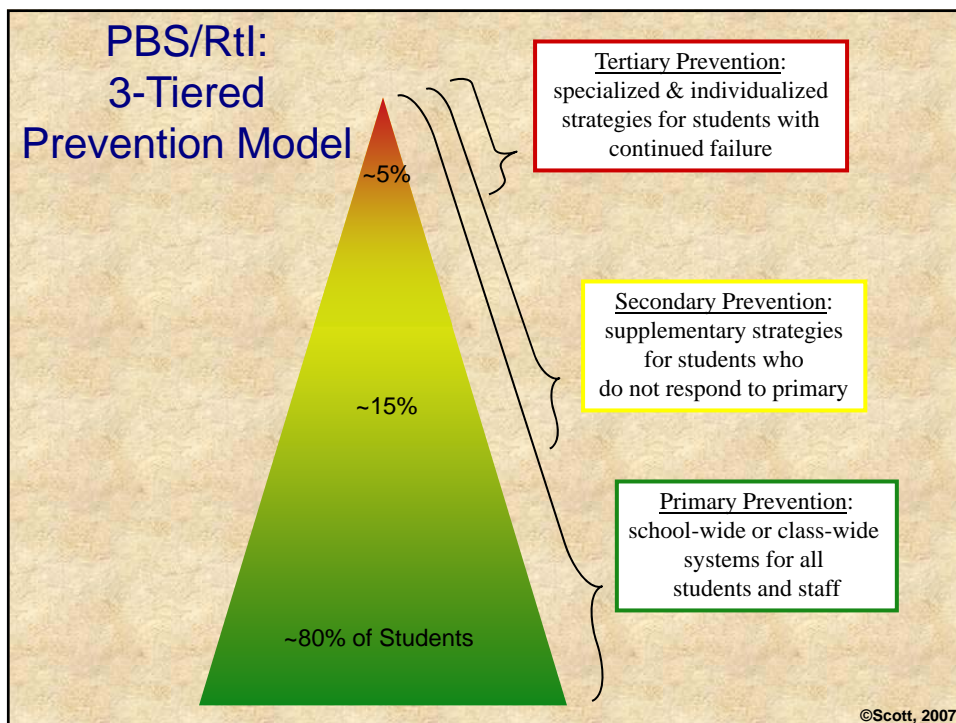 PBS/RtI:
3-Tiered
Prevention Model
Tertiary Prevention:
specialized & individualized
strategies for students with
continued failure
~5%
Secondary Prevention:
supplementary strategies
for students who
do not respond to primary
~15%
Primary Prevention:
school-wide or class-wide
systems for all
students and staff
~80% of Students
©Scott, 2007